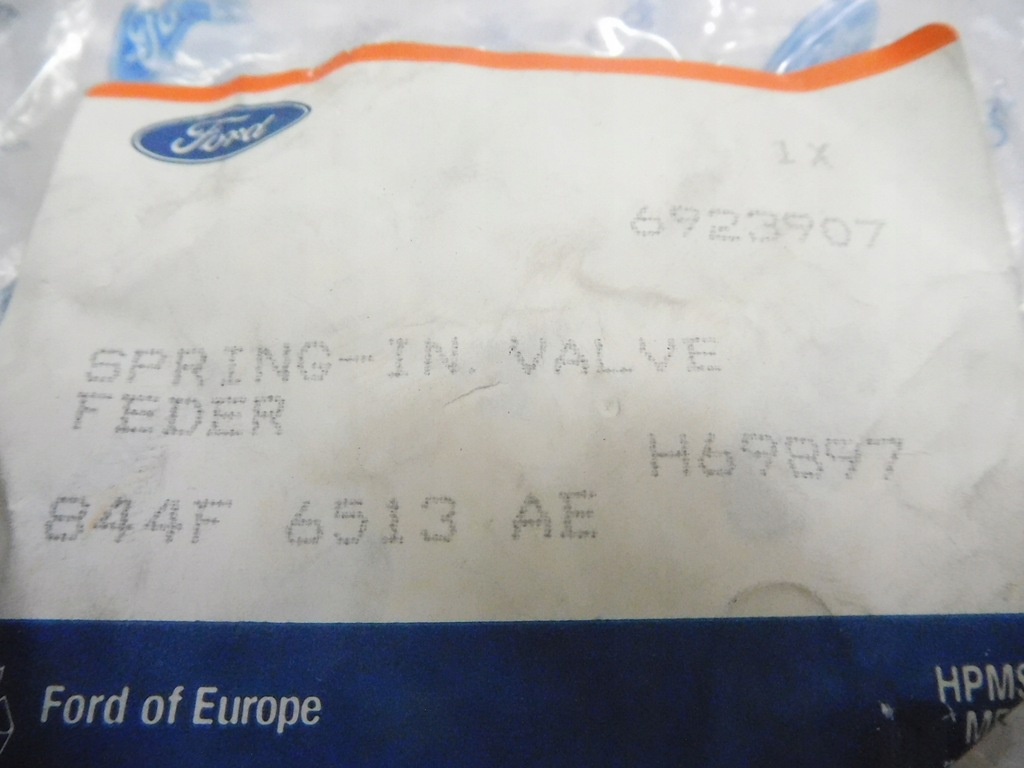 Ford
1X
6923907
SPRING-IN. VALVE
FEDER
H69897
844F 6513 AE
Ford of Europe
HPMS